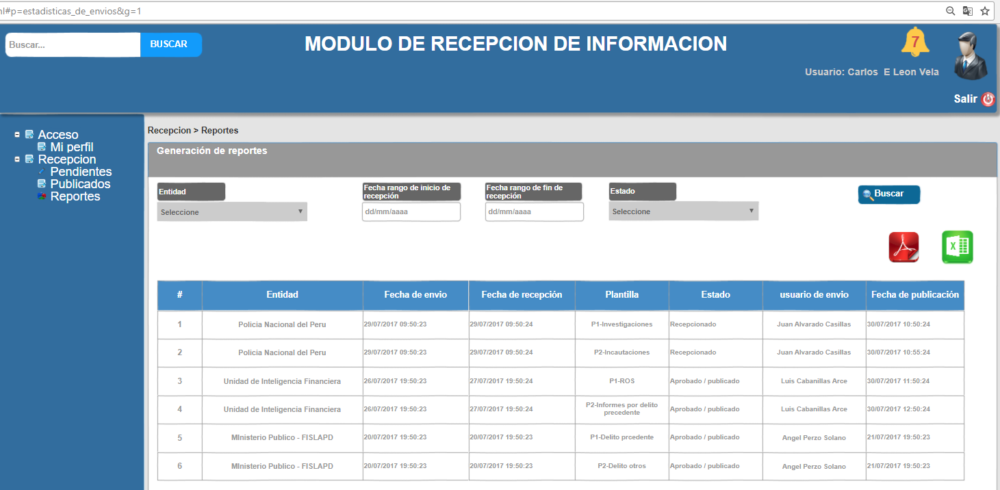 nl#p=estadisticas_de_envios&g=1
Buscar...
BUSCAR
MODULO DE RECEPCION DE INFORMACION
7
Usuario: Carlos E Leon Vela
Salir
Acceso
Mi perfil
Recepcion
Pendientes
Publicados
Reportes
Recepcion > Reportes
Generación de reportes
Entidad
Seleccione
Fecha rango de inicio de
recepción
dd/mm/aaaa
Fecha rango de fin de
recepción
dd/mm/aaaa
Estado
Seleccione
Buscar
X
# Entidad Fecha de envio Fecha de recepción Plantilla Estado usuario de envio Fecha de publicación
1 Policia Nacional del Peru 29/07/2017 09:50:23 29/07/2017 09:50:24 P1-Investigaciones Recepcionado Juan Alvarado Casillas 30/07/2017 10:50:24
2 Policia Nacional del Peru 29/07/2017 09:50:23 29/07/2017 09:50:24 P2-Incautaciones Recepcionado Juan Alvarado Casillas 30/07/2017 10:55:24
3 Unidad de Inteligencia Financiera 26/07/2017 19:50:23 27/07/2017 19:50:24 P1-ROS Aprobado / publicado Luis Cabanillas Arce 30/07/2017 11:50:24
4 Unidad de Inteligencia Financiera 26/07/2017 19:50:23 27/07/2017 19:50:24 P2-Informes por delito
precedente Aprobado / publicado Luis Cabanillas Arce 30/07/2017 12:50:24
5 MInisterio Publico - FISLAPD 20/07/2017 19:50:23 20/07/2017 19:50:23 P1-Delito prcedente Aprobado / publicado Angel Perzo Solano 21/07/2017 19:50:23
6 MInisterio Publico - FISLAPD 20/07/2017 19:50:23 20/07/2017 19:50:23 P2-Delito otros Aprobado / publicado Angel Perzo Solano 21/07/2017 19:50:23